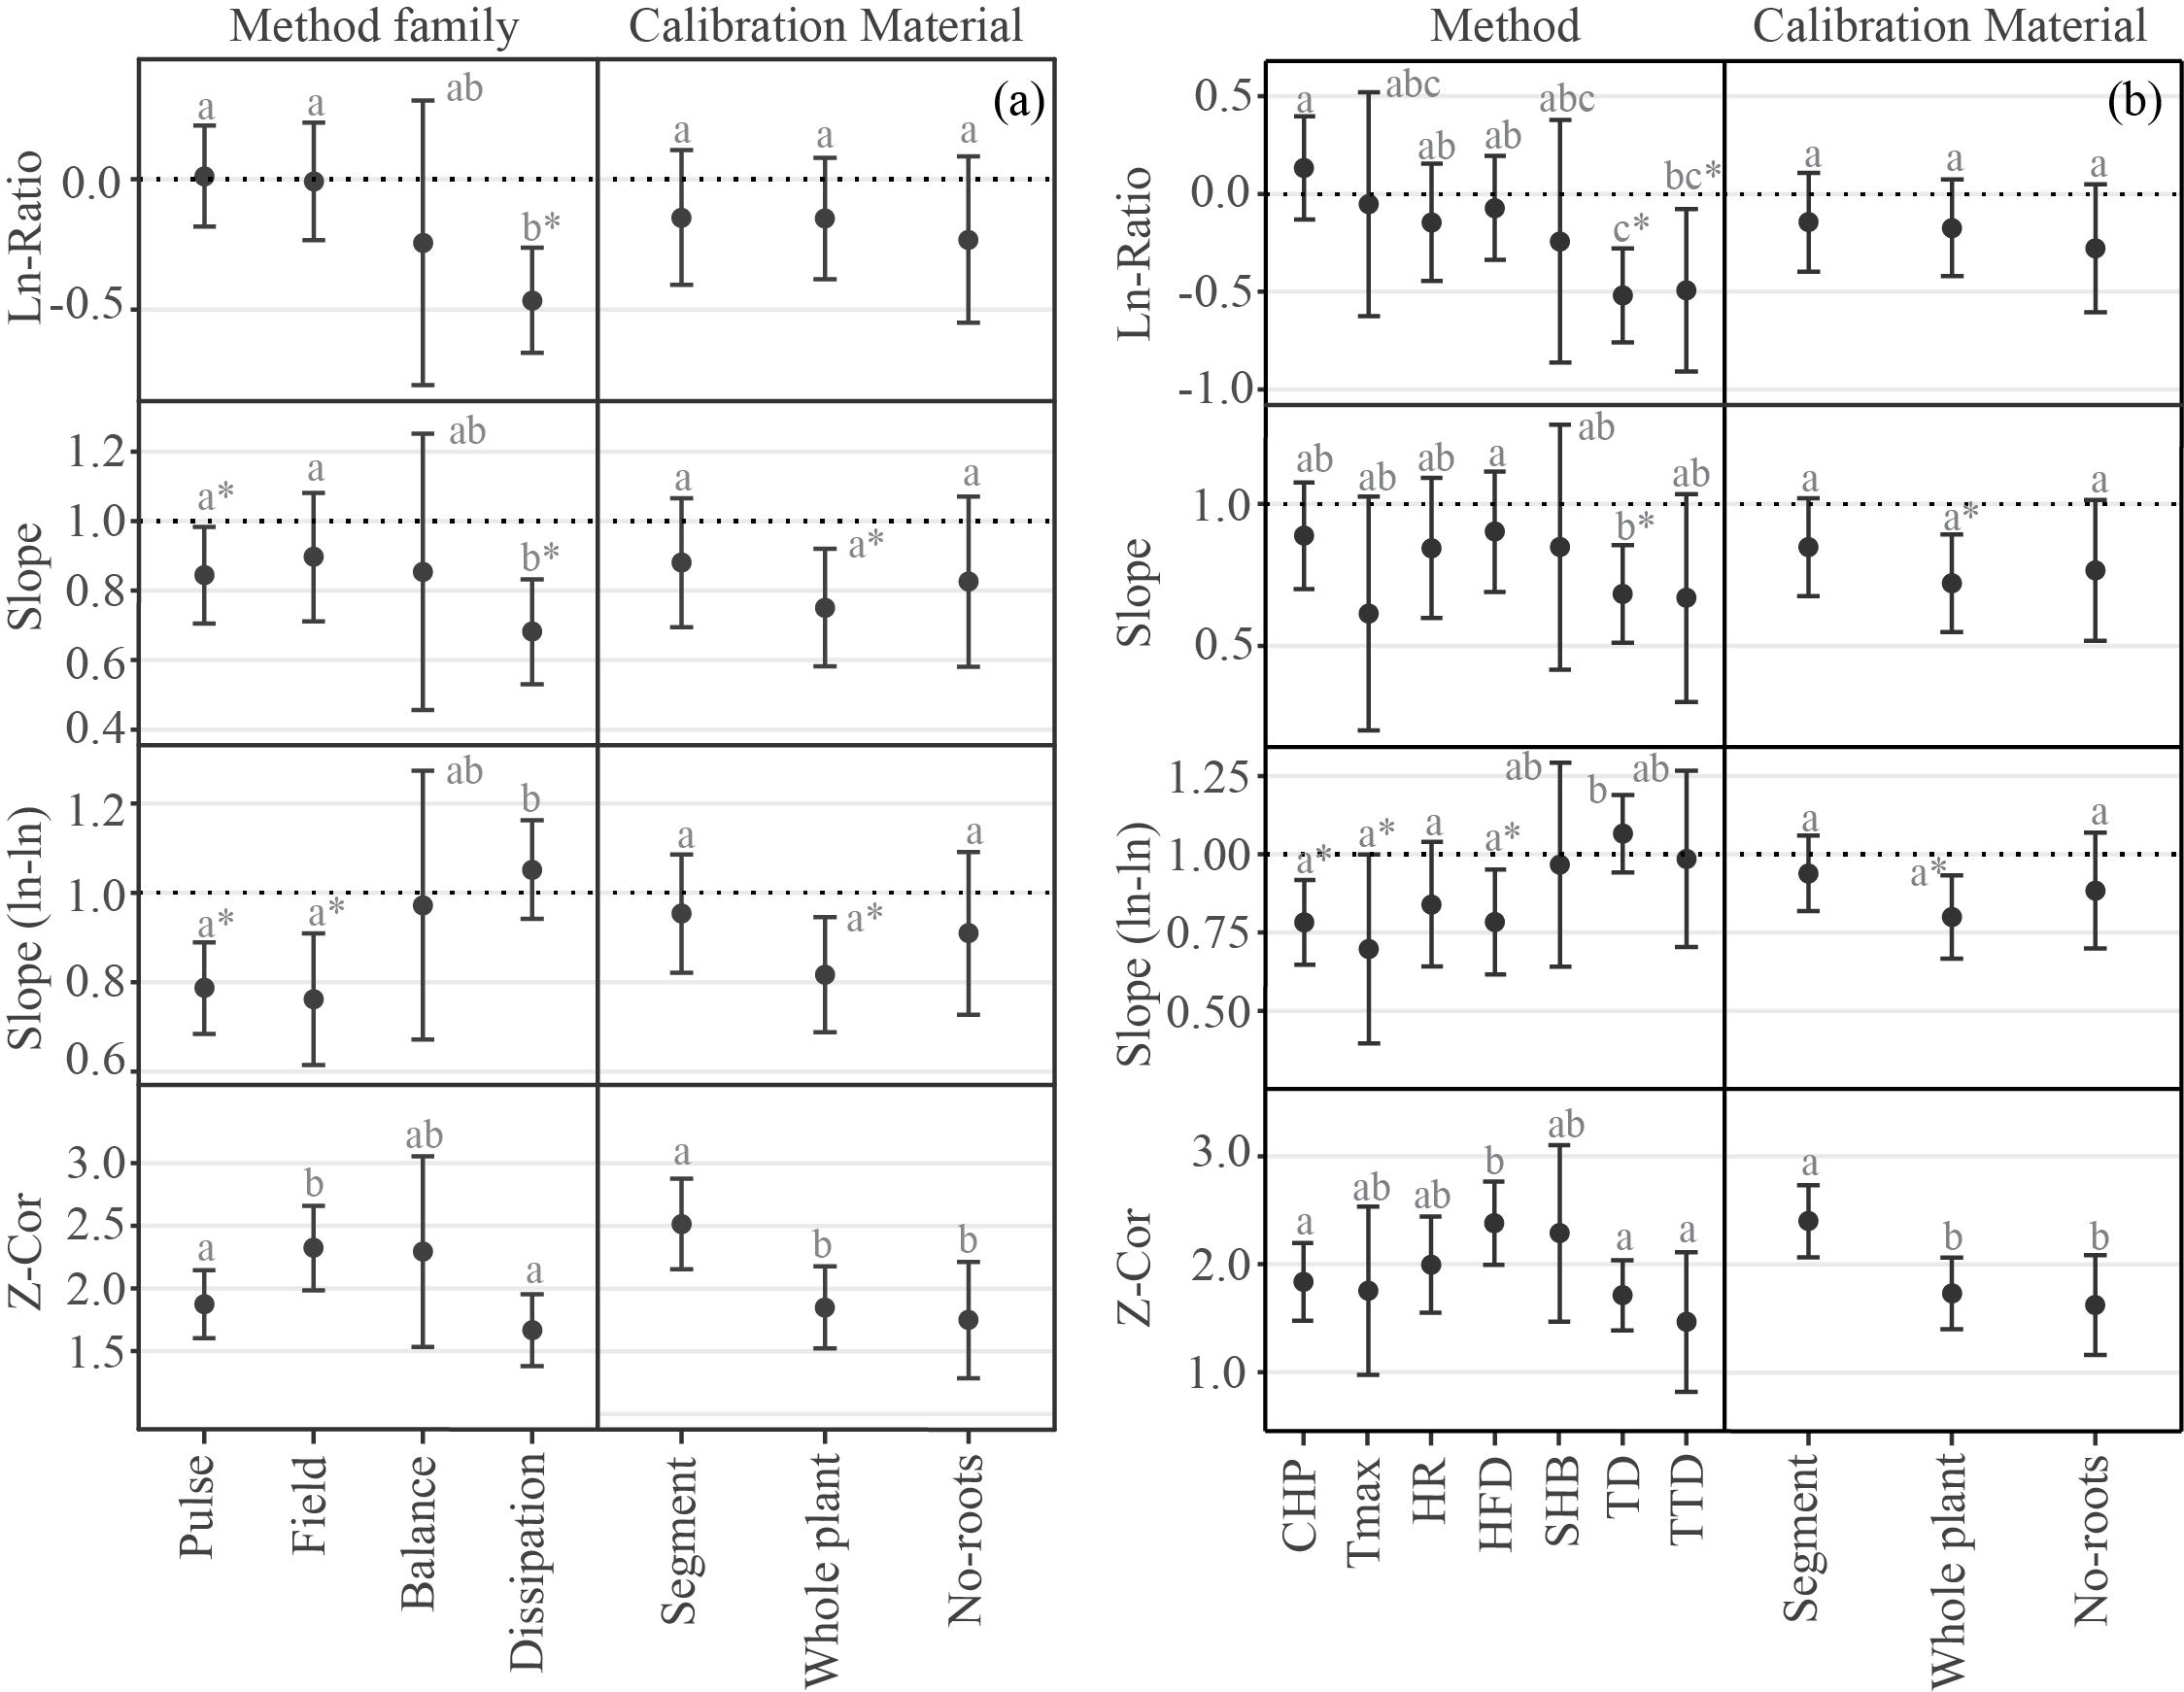 Method family Calibration Material
(a)
Ln-Ratio
0.0
-0.5
a a ab b* a a a
Slope
1.2
1.0
0.8
0.6
0.4
a* a ab b* a a* a
Slope (ln-ln)
1.2
1.0
0.8
0.6
a* a* ab b a a* a
Z-Cor
3.0
2.5
2.0
1.5
a b ab a a b b
Pulse Field Balance Dissipation Segment Whole plant No-roots
Method Calibration Material
(b)
Ln-Ratio
0.5
0.0
-0.5
-1.0
a abc ab ab abc c* bc* a a a
Slope
1.0
0.5
ab ab ab a ab b* ab a a* a
Slope (ln-ln)
1.25
1.00
0.75
0.50
a* a* a a* ab b ab a a* a
Z-Cor
3.0
2.0
1.0
a ab ab b ab a a a b b
CHP Tmax HR HFD SHB TD TTD Segment Whole plant No-roots